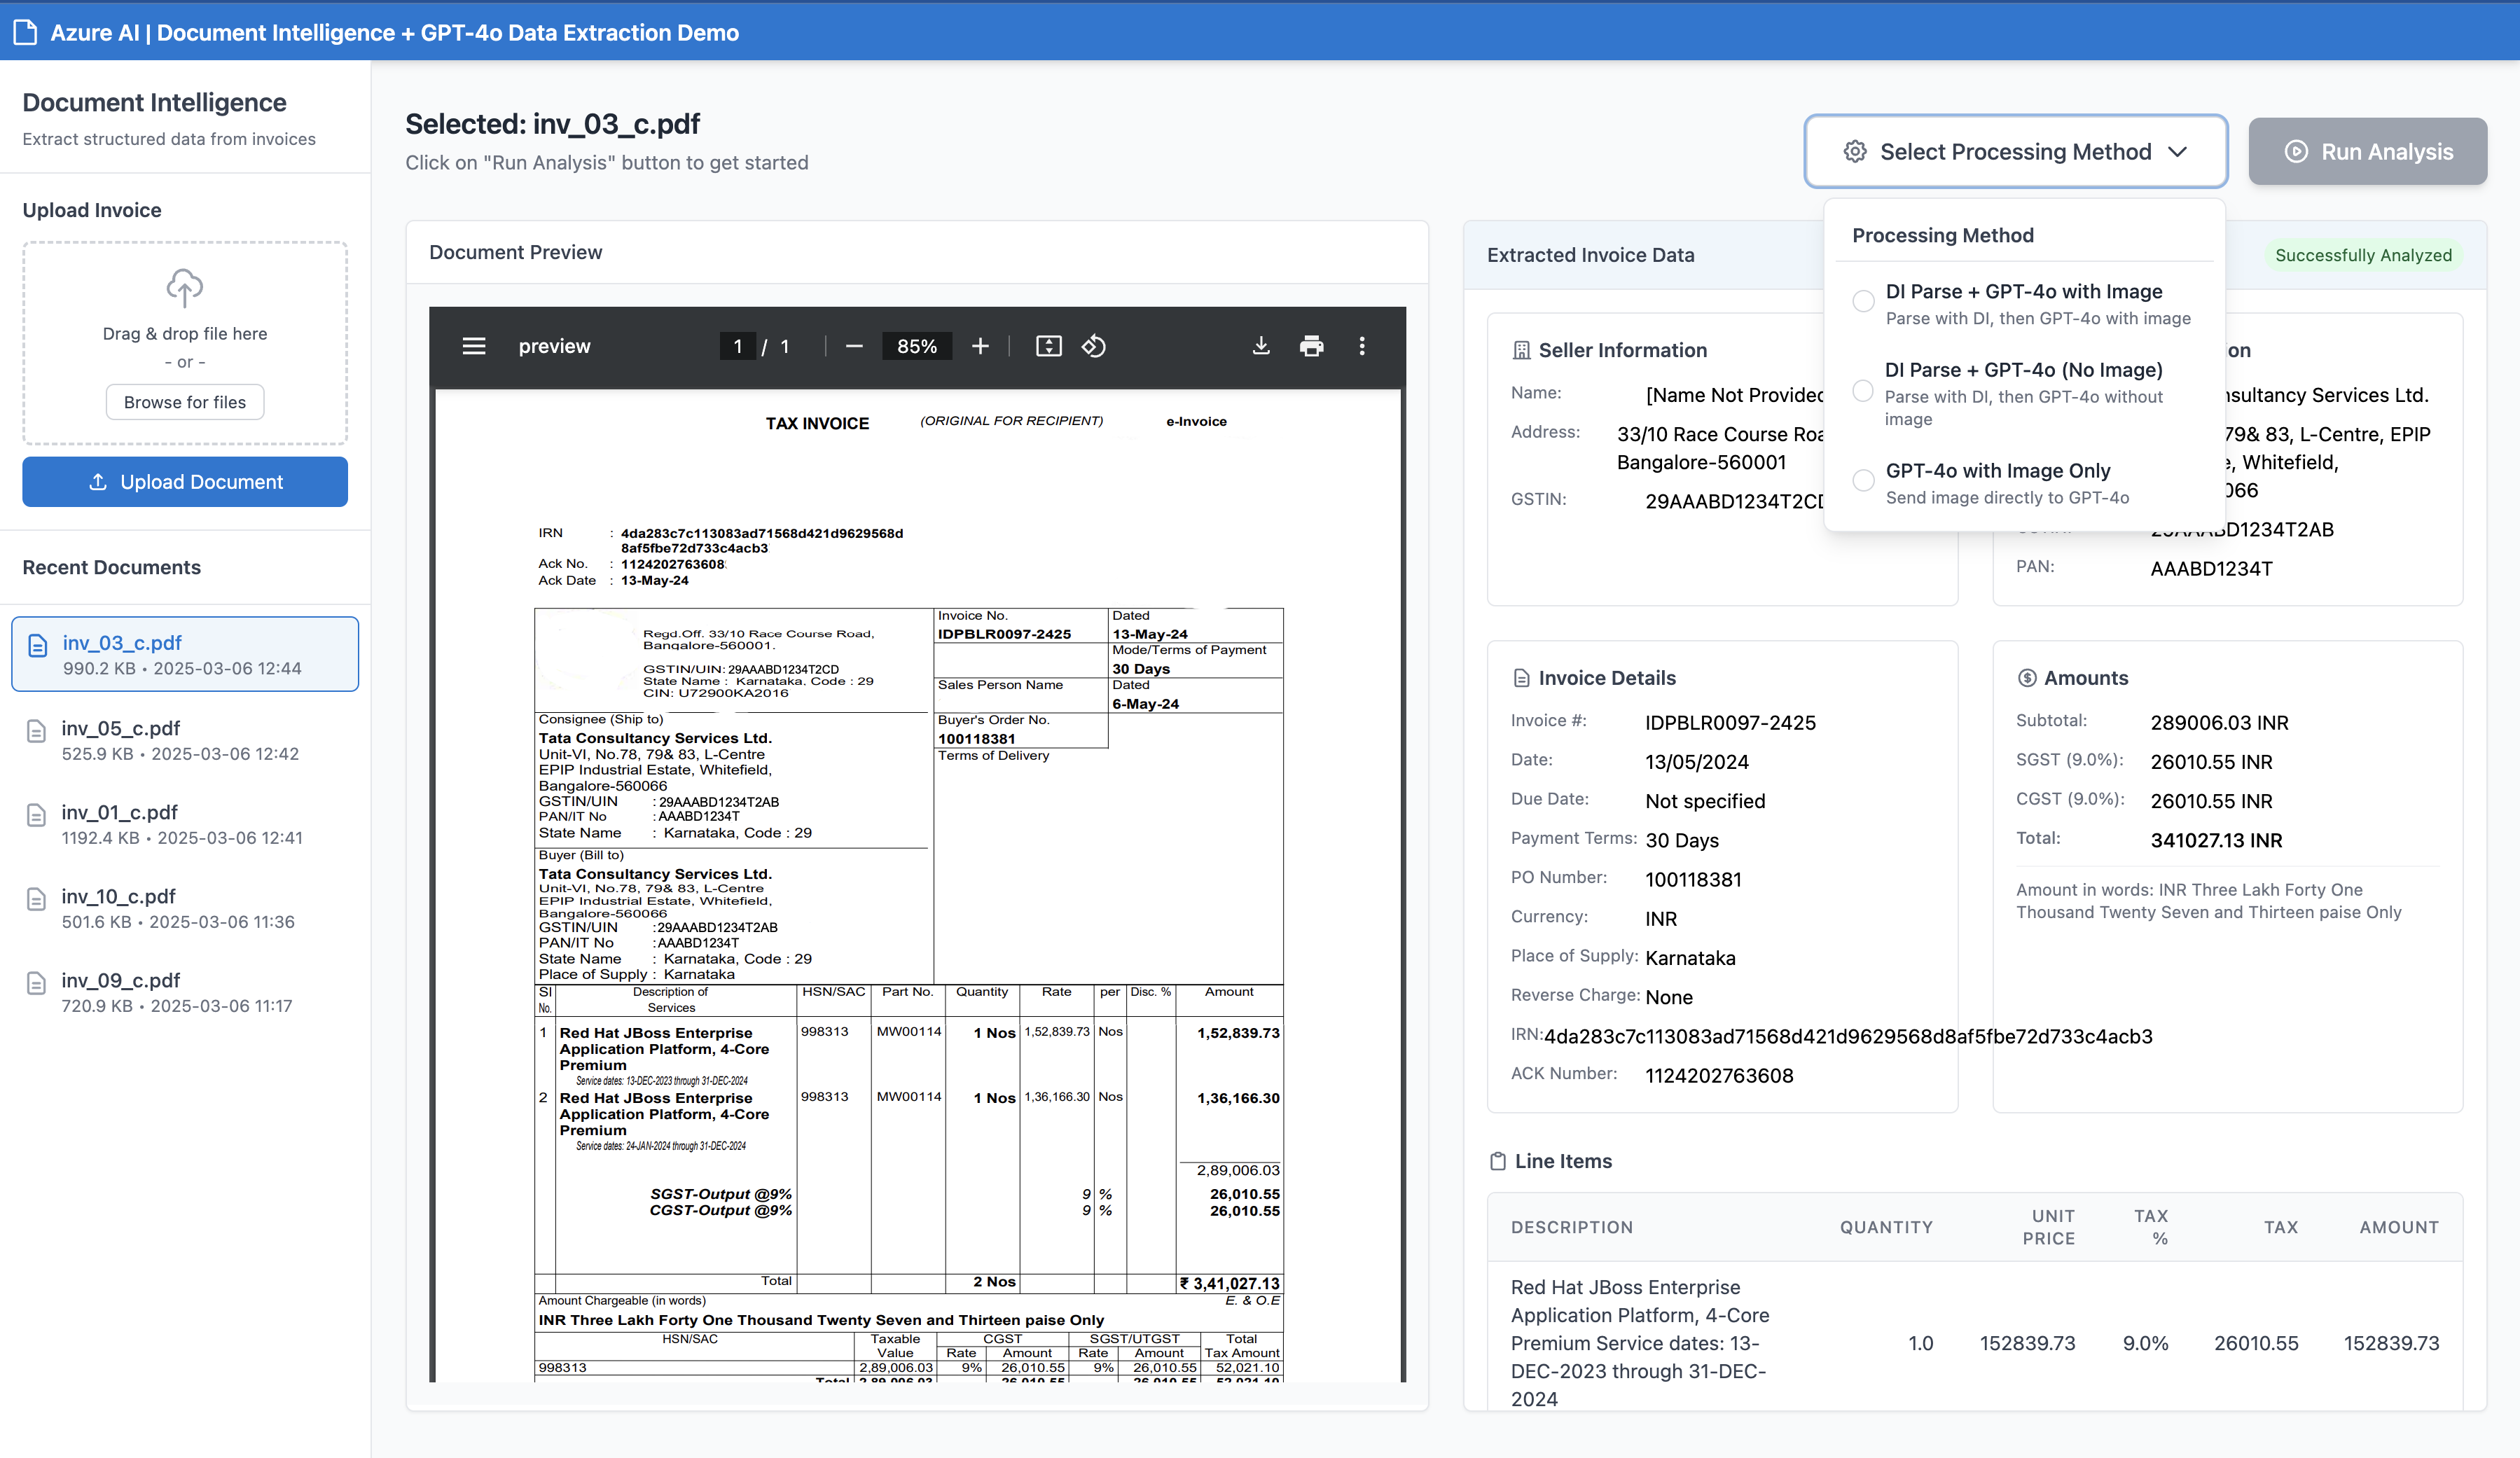 Azure AI | Document Intelligence + GPT-4o Data Extraction Demo
Document Intelligence
Extract structured data from invoices
Upload Invoice
Drag & drop file here
- or -
Browse for files
Upload Document
Recent Documents
inv_03_c.pdf
990.2 KB • 2025-03-06 12:44
inv_05_c.pdf
525.9 KB • 2025-03-06 12:42
inv_01_c.pdf
1192.4 KB • 2025-03-06 12:41
inv_10_c.pdf
501.6 KB • 2025-03-06 11:36
inv_09_c.pdf
720.9 KB • 2025-03-06 11:17
Selected: inv_03_c.pdf
Click on "Run Analysis" button to get started
Select Processing Method
Run Analysis
Processing Method
DI Parse + GPT-4o with Image
Parse with DI, then GPT-4o with image
DI Parse + GPT-4o (No Image)
Parse with DI, then GPT-4o without
image
GPT-4o with Image Only
Send image directly to GPT-4o
Document Preview
preview
1 / 1
85%
TAX INVOICE (ORIGINAL FOR RECIPIENT) e-Invoice
IRN : 4da283c7c113083ad71568d421d9629568d
8af5fbe72d733c4acb3
Ack No. : 1124202763608
Ack Date : 13-May-24
Regd.Off. 33/10 Race Course Road,
Bangalore-560001.
GSTIN/UIN: 29AAABD1234T2CD
State Name : Karnataka. Code : 29
CIN: U72900KA2016
Invoice No.
IDPBLR0097-2425
Dated
13-May-24
Mode/Terms of Payment
30 Days
Sales Person Name
Dated
6-May-24
Buyer's Order No.
100118381
Terms of Delivery
Consignee (Ship to)
Tata Consultancy Services Ltd.
Unit-VI, No.78, 79& 83, L-Centre
EPIP Industrial Estate, Whitefield,
Bangalore-560066
GSTIN/UIN : 29AAABD1234T2AB
PAN/IT No : AAABD1234T
State Name : Karnataka, Code : 29
Buyer (Bill to)
Tata Consultancy Services Ltd.
Unit-VI, No.78, 79& 83, L-Centre
EPIP Industrial Estate, Whitefield,
Bangalore-560066
GSTIN/UIN :29AAABD1234T2AB
PAN/IT No :AAABD1234T
State Name : Karnataka, Code : 29
Place of Supply : Karnataka
SI No. Description of Services HSN/SAC Part No. Quantity Rate per Disc. % Amount
1 Red Hat JBoss Enterprise 998313 MW00114 1 Nos 1,52,839.73 Nos 1,52,839.73
Application Platform, 4-Core
Premium
Service dates: 13-DEC-2023 through 31-DEC-2024
2 Red Hat JBoss Enterprise 998313 MW00114 1 Nos 1,36,166.30 Nos 1,36,166.30
Application Platform, 4-Core
Premium
Service dates: 24-JAN-2024 through 31-DEC-2024
2,89,006.03
SGST-Output @9% 9 % 26,010.55
CGST-Output @9% 9 % 26,010.55
Total 2 Nos ₹ 3,41,027.13
Amount Chargeable (in words) E. & O.E
INR Three Lakh Forty One Thousand Twenty Seven and Thirteen paise Only
HSN/SAC Taxable CGST SGST/UTGST Total
Value Rate Amount Rate Amount Tax Amount
998313 2,89,006.03 9% 26,010.55 9% 26,010.55 52,021.10
Total 2,89,006.03 26,010.55 26,010.55 52,021.10
Extracted Invoice Data
Successfully Analyzed
Seller Information
Name: [Name Not Provided
Address: 33/10 Race Course Roa
Bangalore-560001
GSTIN: 29AAABD1234T2CD
on
nsultancy Services Ltd.
79& 83, L-Centre, EPIP
e, Whitefield,
066
29AAABD1234T2AB
PAN: AAABD1234T
Invoice Details
Invoice #: IDPBLR0097-2425
Date: 13/05/2024
Due Date: Not specified
Payment Terms: 30 Days
PO Number: 100118381
Currency: INR
Place of Supply: Karnataka
Reverse Charge: None
IRN:4da283c7c113083ad71568d421d9629568d8af5fbe72d733c4acb3
ACK Number: 1124202763608
Amounts
Subtotal: 289006.03 INR
SGST (9.0%): 26010.55 INR
CGST (9.0%): 26010.55 INR
Total: 341027.13 INR
Amount in words: INR Three Lakh Forty One
Thousand Twenty Seven and Thirteen paise Only
Line Items
DESCRIPTION QUANTITY UNIT PRICE TAX % TAX AMOUNT
Red Hat JBoss Enterprise
Application Platform, 4-Core
Premium Service dates: 13- 1.0 152839.73 9.0% 26010.55 152839.73
DEC-2023 through 31-DEC-
2024